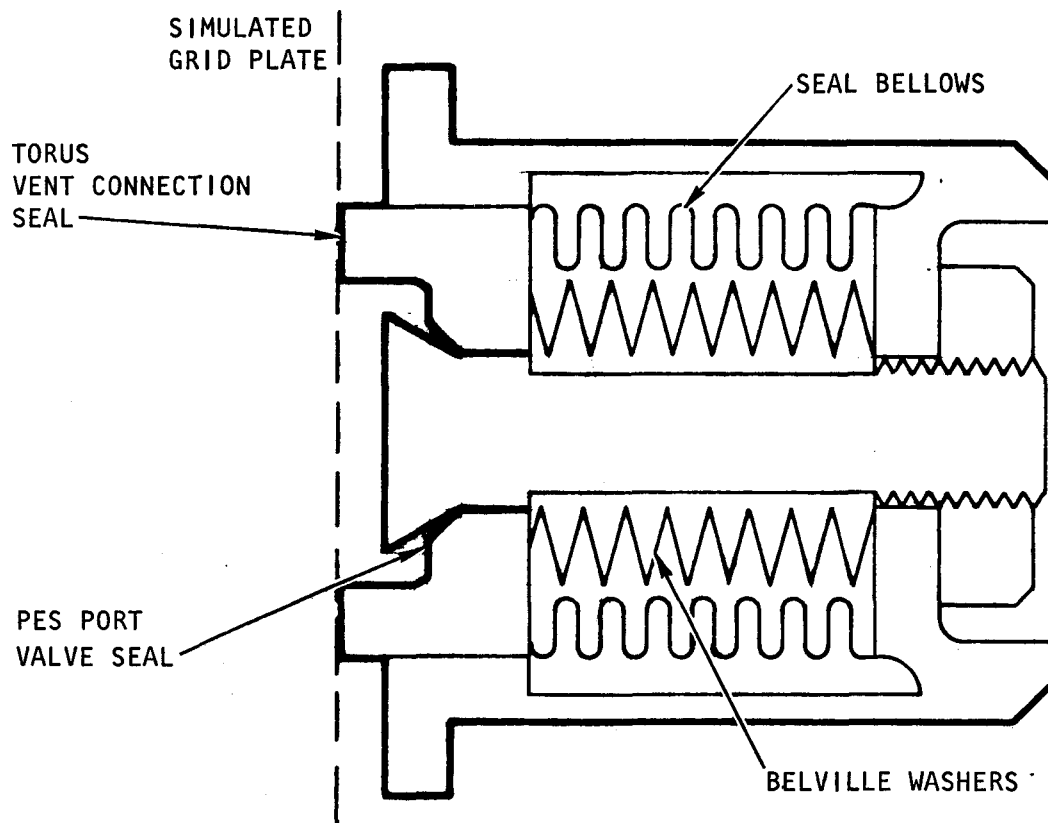 SIMULATED
GRID PLATE
SEAL BELLOWS
TORUS
VENT CONNECTION
SEAL
PES PORT
VALVE SEAL
BELVILLE WASHERS